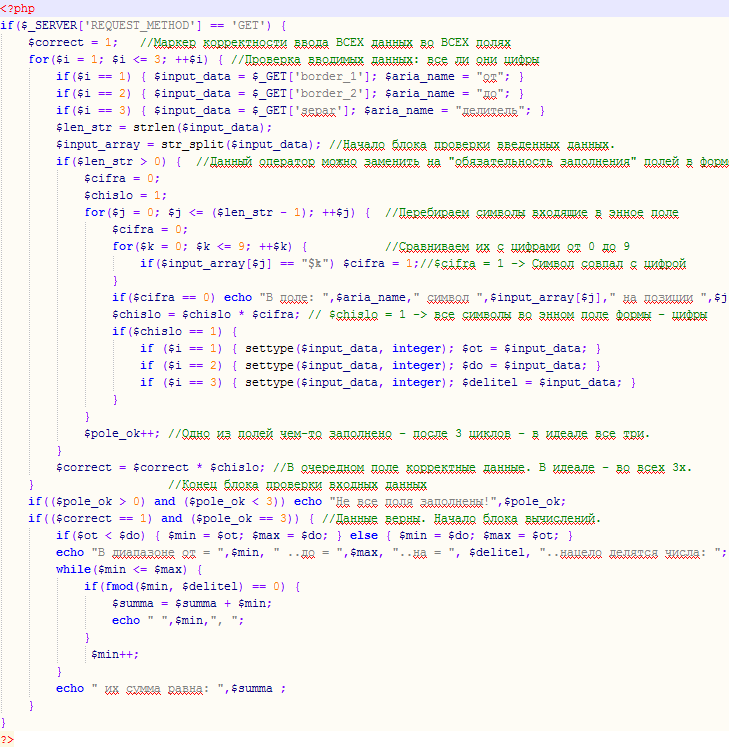 <?php
if($_SERVER['REQUEST_METHOD'] == 'GET') {
$correct = 1; //Маркер корректности ввода ВСЕХ данных во ВСЕХ полях
for($i = 1; $i <= 3; ++$i) { //Проверка вводимых данных: все ли они цифры
if($i == 1) { $input_data = $_GET['border_1']; $aria_name = "от"; }
if($i == 2) { $input_data = $_GET['border_2']; $aria_name = "до"; }
if($i == 3) { $input_data = $_GET['separ']; $aria_name = "делитель"; }
$len_str = strlen($input_data);
$input_array = str_split($input_data); //Начало блока проверки введенных данных.
if($len_str > 0) { //Данный оператор можно заменить на "обязательность заполнения" полей в форм
$cifra = 0;
$chislo = 1;
for($j = 0; $j <= ($len_str - 1); ++$j) { //Перебираем символы входящие в энное поле
$cifra = 0;
for($k = 0; $k <= 9; ++$k) { //Сравниваем их с цифрами от 0 до 9
if($input_array[$j] == "$k") $cifra = 1;//$cifra = 1 -> Символ совпал с цифрой
}
if($cifra == 0) echo "В поле: ",$aria_name," символ ",$input_array[$j]," на позиции ",$j
$chislo = $chislo * $cifra; // $chislo = 1 -> все символы во энном поле формы - цифры
if($chislo == 1) {
if ($i == 1) { settype($input_data, integer); $ot = $input_data; }
if ($i == 2) { settype($input_data, integer); $do = $input_data; }
if ($i == 3) { settype($input_data, integer); $delitel = $input_data; }
}
}
$pole_ok++; //Одно из полей чем-то заполнено - после 3 циклов - в идеале все три.
}
$correct = $correct * $chislo; //В очередном поле корректные данные. В идеале - во всех 3х.
} //Конец блока проверки входных данных
if(($pole_ok > 0) and ($pole_ok < 3)) echo "Не все поля заполнены!",$pole_ok;
if(($correct == 1) and ($pole_ok == 3)) { //Данные верны. Начало блока вычислений.
if($ot < $do) { $min = $ot; $max = $do; } else { $min = $do; $max = $ot; }
echo "В диапазоне от = ",$min, " ..до = ",$max, "..на = ", $delitel, "..нацело делятся числа: ";
while($min <= $max) {
if(fmod($min, $delitel) == 0) {
$summa = $summa + $min;
echo " ",$min,", ";
}
$min++;
}
echo " их сумма равна: ",$summa ;
}
}
?>